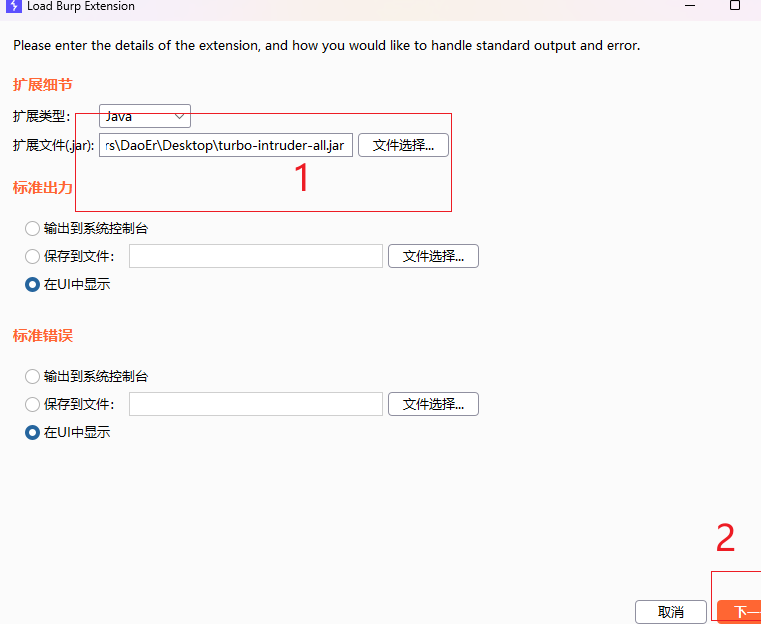 Load Burp Extension
Please enter the details of the extension, and how you would like to handle standard output and error.
扩展细节
扩展类型: Java
扩展文件(.jar): rs\DaoEr\Desktop\turbo-intruder-all.jar 文件选择...
1
标准出力
输出到系统控制台
保存到文件: 文件选择...
在UI中显示
标准错误
输出到系统控制台
保存到文件: 文件选择...
在UI中显示
2
取消 下一